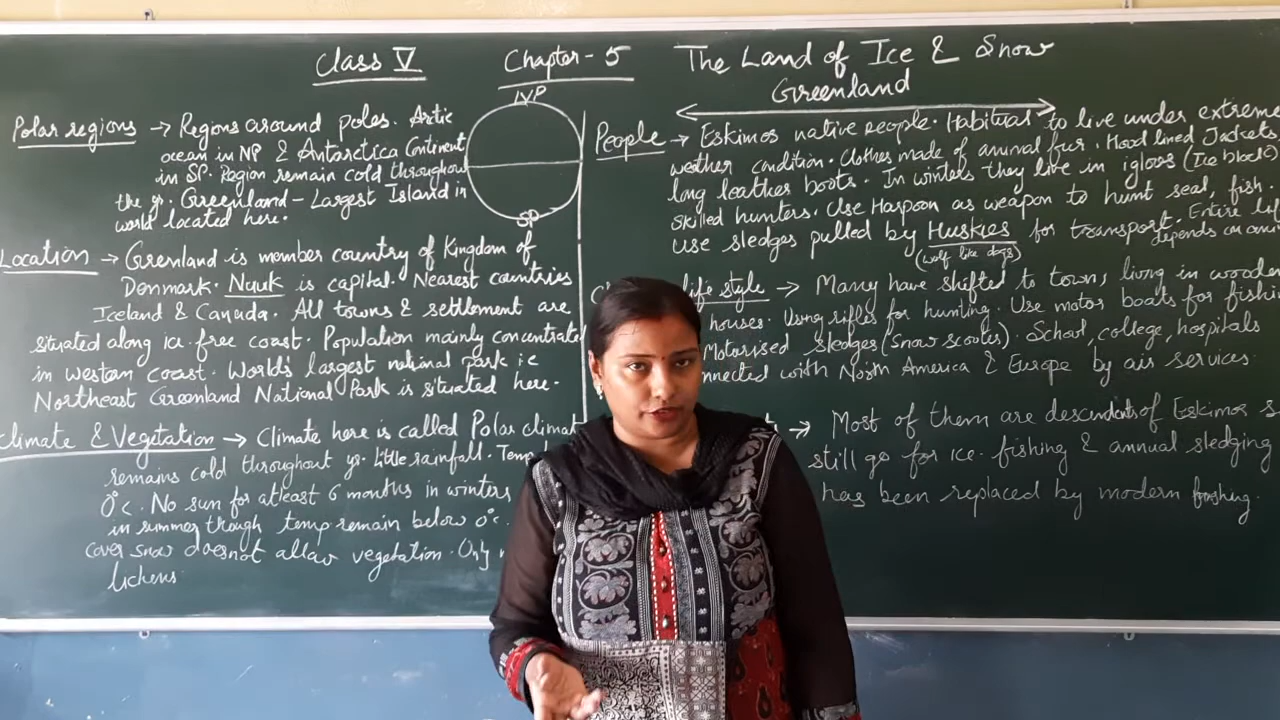 Class V
Chapter - 5
The Land of Ice & Snow
Greenland
Polar regions → Regions around poles. Artic
ocean in NP & Antarctica Continent
in SP. Region remain cold throughout
the yr. Greenland - Largest Island in
world located here.
NP
SP
Location → Greenland is member country of Kingdom of
Denmark. Nuuk is capital. Nearest countries
Iceland & Canada. All towns & settlement are
situated along ice-free coast. Population mainly concentrated
in western coast. World's largest national park i.e
Northeast Greenland National Park is situated here.
Climate & Vegetation → Climate here is called Polar climat
remains cold throughout yr. Little rainfall. Temp
0°c. No sun for atleast 6 months in winters
in summer though temp remain below 0°c.
cover snow doesnot allow vegetation. Only
lichens
People → Eskimos native people. Habitual to live under extreme
weather condition. Clothes made of animal fur. Hood lined Jackets
long leather boots. In winters they live in igloos (Ice block)
skilled hunters. Use Harpoon as weapon to hunt seal, fish.
Use sledges pulled by Huskies for transport. Entire lif
(wolf like dogs)
depends on ani
life style → Many have shifted to town, living in wooden
houses. Using rifles for hunting. Use motor boats for fishin
Motorised sledges (Snow scooter). School, college, hospitals
nnected with North America & Europe by air services.
→ Most of them are descendents of Eskimos s
still go for ice-fishing & annual sledging
has been replaced by modern